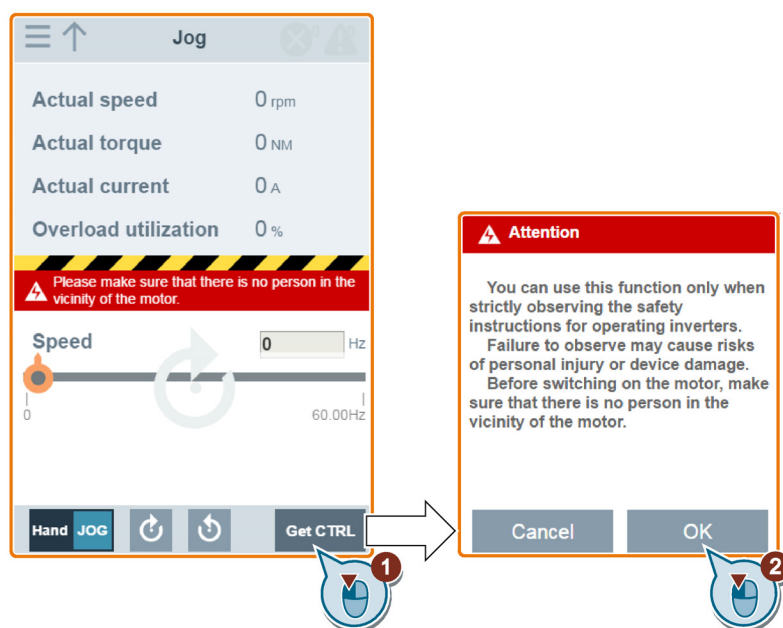 Jog
Actual speed 0 rpm
Actual torque 0 NM
Actual current 0 A
Overload utilization 0 %
Please make sure that there is no person in the
vicinity of the motor.
Speed 0 Hz
0 60.00Hz
Hand JOG Get CTRL
1
Attention
You can use this function only when
strictly observing the safety
instructions for operating inverters.
Failure to observe may cause risks
of personal injury or device damage.
Before switching on the motor, make
sure that there is no person in the
vicinity of the motor.
Cancel OK
2